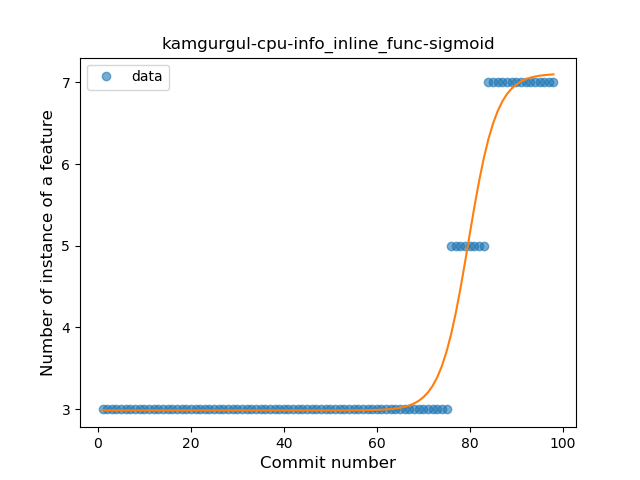 kamgurgul-cpu-info_inline_func-sigmoid
data
Number of instance of a feature
7
6
5
4
3
0 20 40 60 80 100
Commit number